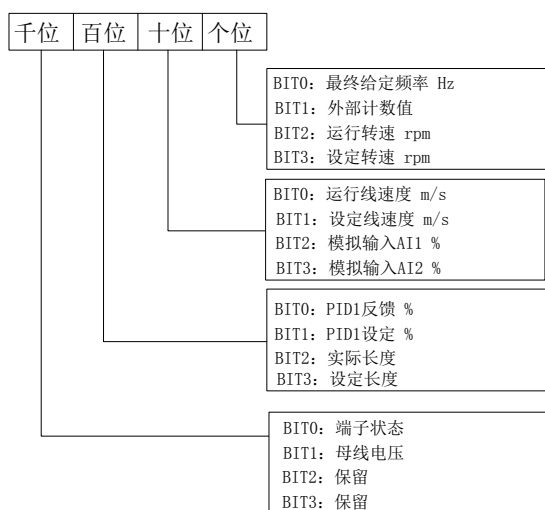 千位 百位 十位 个位
BIT0：最终给定频率 Hz
BIT1：外部计数值
BIT2：运行转速 rpm
BIT3：设定转速 rpm
BIT0：运行线速度 m/s
BIT1：设定线速度 m/s
BIT2：模拟输入AI1 %
BIT3：模拟输入AI2 %
BIT0：PID1反馈 %
BIT1：PID1设定 %
BIT2：实际长度
BIT3：设定长度
BIT0：端子状态
BIT1：母线电压
BIT2：保留
BIT3：保留